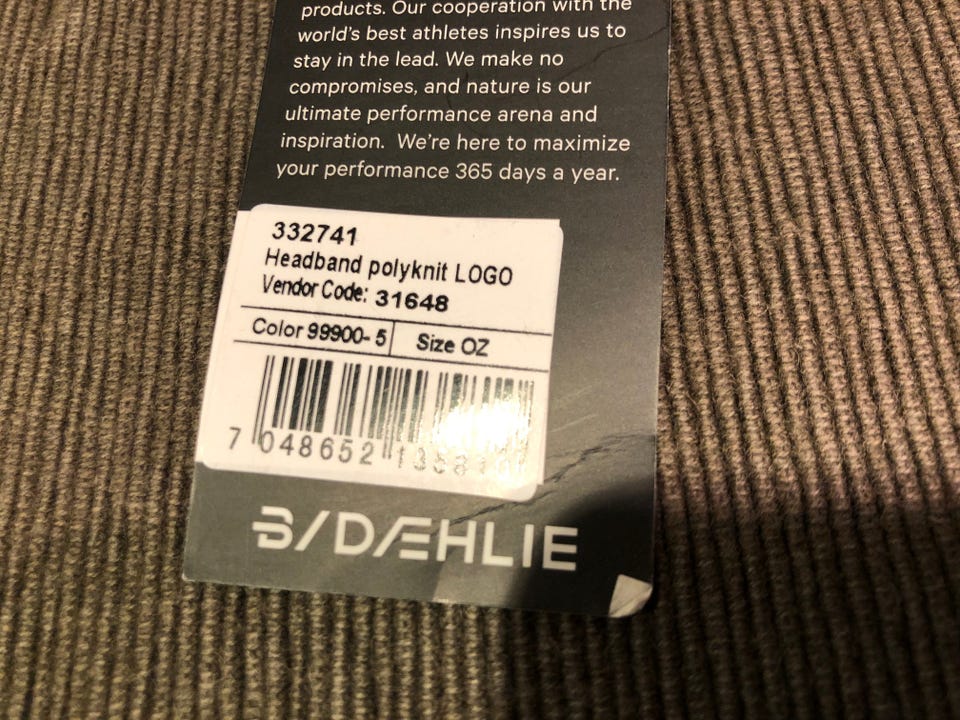 products. Our cooperation with the
world's best athletes inspires us to
stay in the lead. We make no
compromises, and nature is our
ultimate performance arena and
inspiration. We're here to maximize
your performance 365 days a year.
332741
Headband polyknit LOGO
Vendor Code: 31648
Color 99900- 5 Size OZ
7 048652
B/DÆHLIE